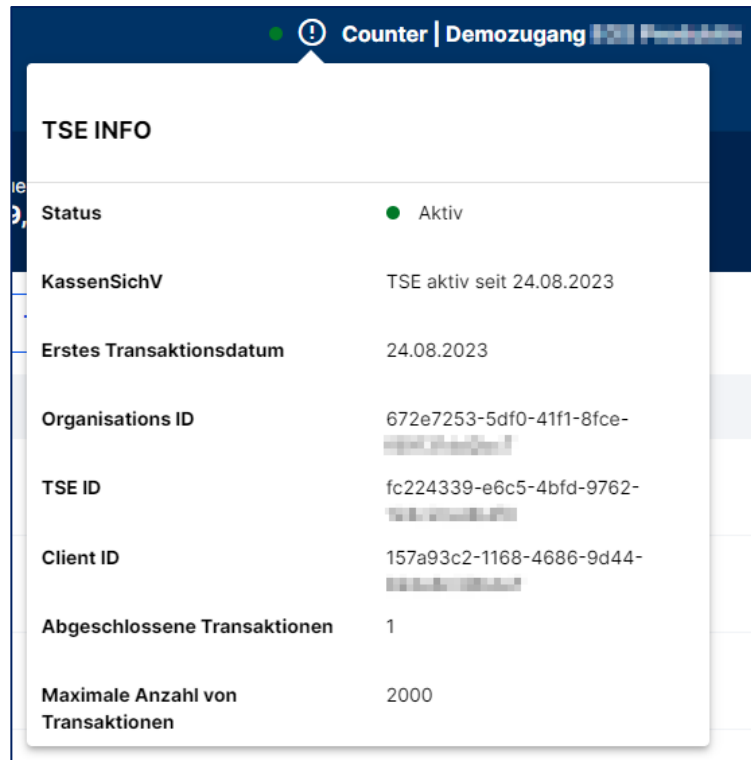 Counter | Demozugang
TSE INFO
Status
Aktiv
KassenSichV
TSE aktiv seit 24.08.2023
Erstes Transaktionsdatum
24.08.2023
Organisations ID
672e7253-5df0-41f1-8fce-
TSE ID
fc224339-e6c5-4bfd-9762-
Client ID
157a93c2-1168-4686-9d44-
Abgeschlossene Transaktionen
1
Maximale Anzahl von
Transaktionen
2000